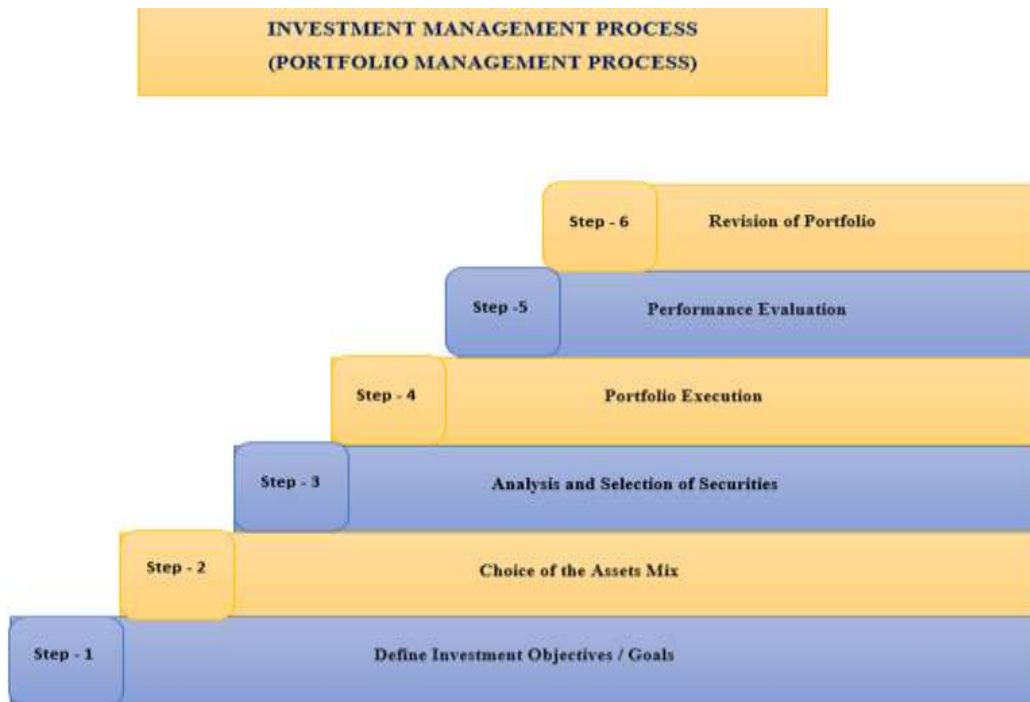 INVESTMENT MANAGEMENT PROCESS
(PORTFOLIO MANAGEMENT PROCESS)
Step - 6 Revision of Portfolio
Step -5 Performance Evaluation
Step - 4 Portfolio Execution
Step - 3 Analysis and Selection of Securities
Step - 2 Choice of the Assets Mix
Step - 1 Define Investment Objectives / Goals